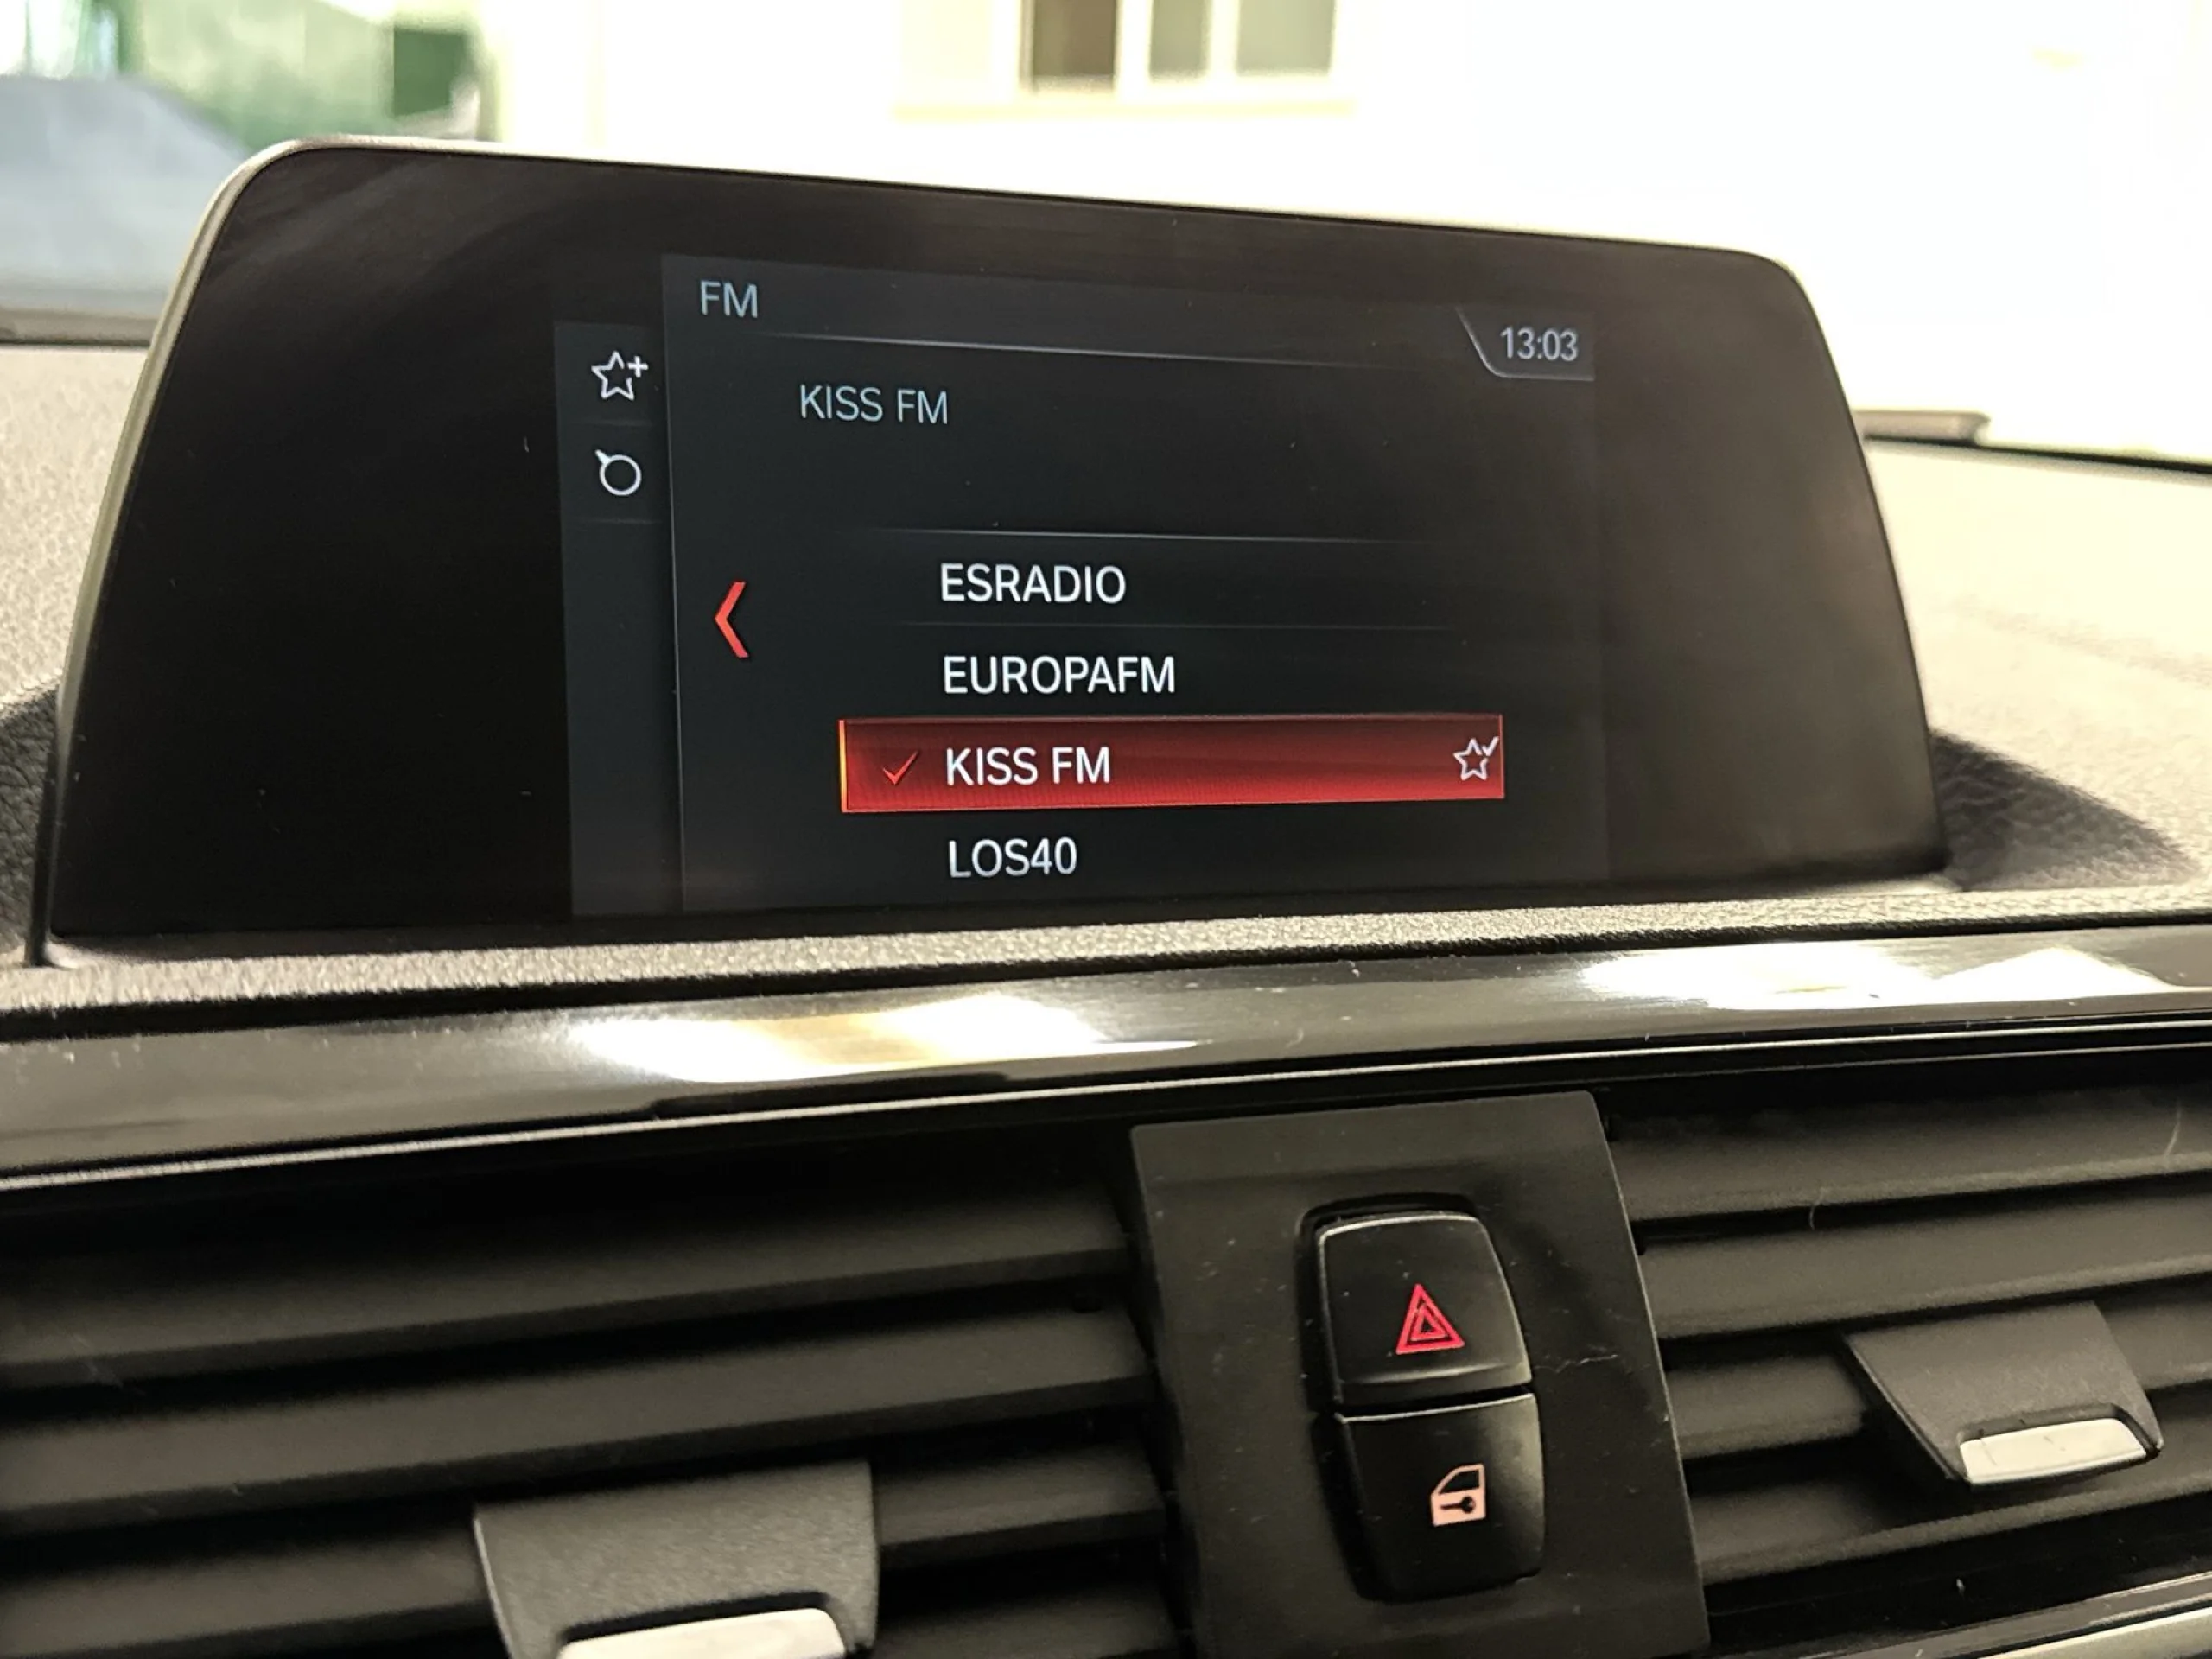 FM
13:03
KISS FM
ESRADIO
EUROPAFM
KISS FM
LOS40